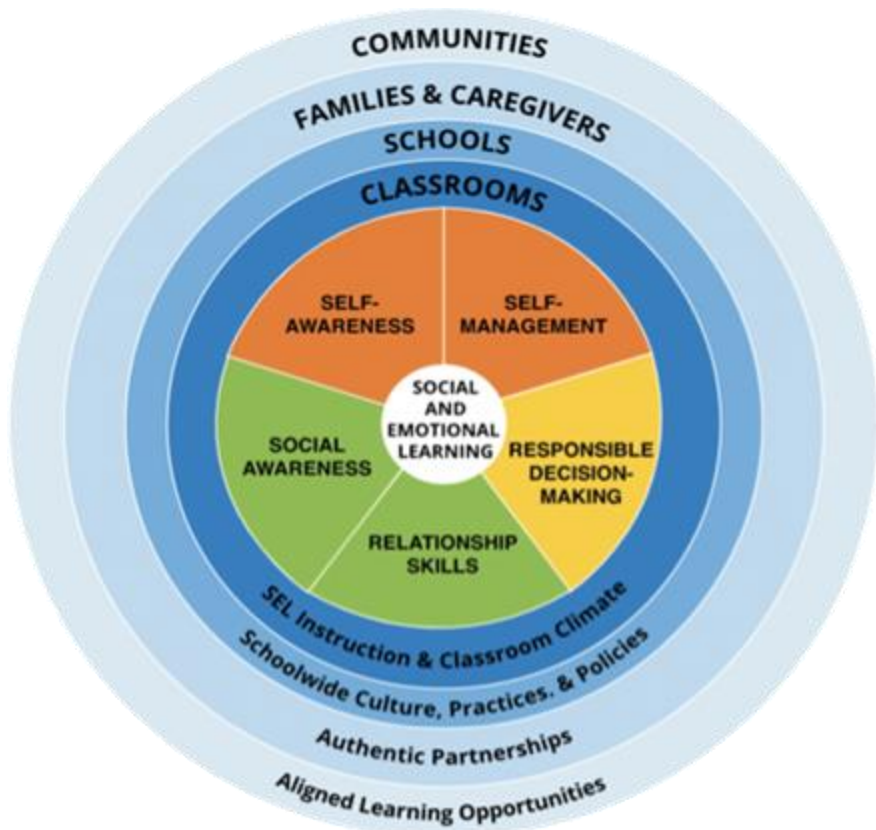 COMMUNITIES
FAMILIES & CAREGIVERS
SCHOOLS
CLASSROOMS
SELF-
AWARENESS
SELF-
MANAGEMENT
SOCIAL
AND
EMOTIONAL
LEARNING
SOCIAL
AWARENESS
RESPONSIBLE
DECISION-
MAKING
RELATIONSHIP
SKILLS
SEL Instruction & Classroom Climate
Schoolwide Culture, Practices. & Policies
Authentic Partnerships
Aligned Learning Opportunities